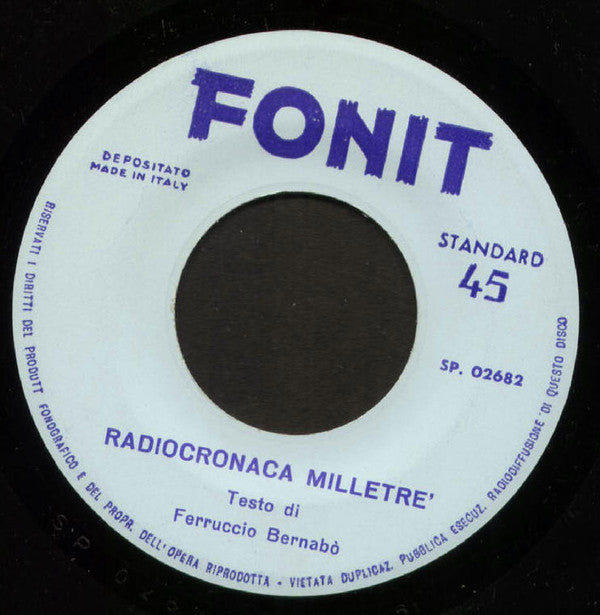 FONIT
DEPOSITATO
MADE IN ITALY
STANDARD
45
SP. 02682
RADIOCRONACA MILLETRE'
Testo di
Ferruccio Bernabò
RISERVATI I DIRITTI DEL PRODUTT FONOGRAFICO E DEL PROPR. DELL'OPERA RIPRODOTTA - VIETATA DUPLICAZ. PUBBLICA ESECUZ. RADIODIFFUSIONE DI QUESTO DISCO